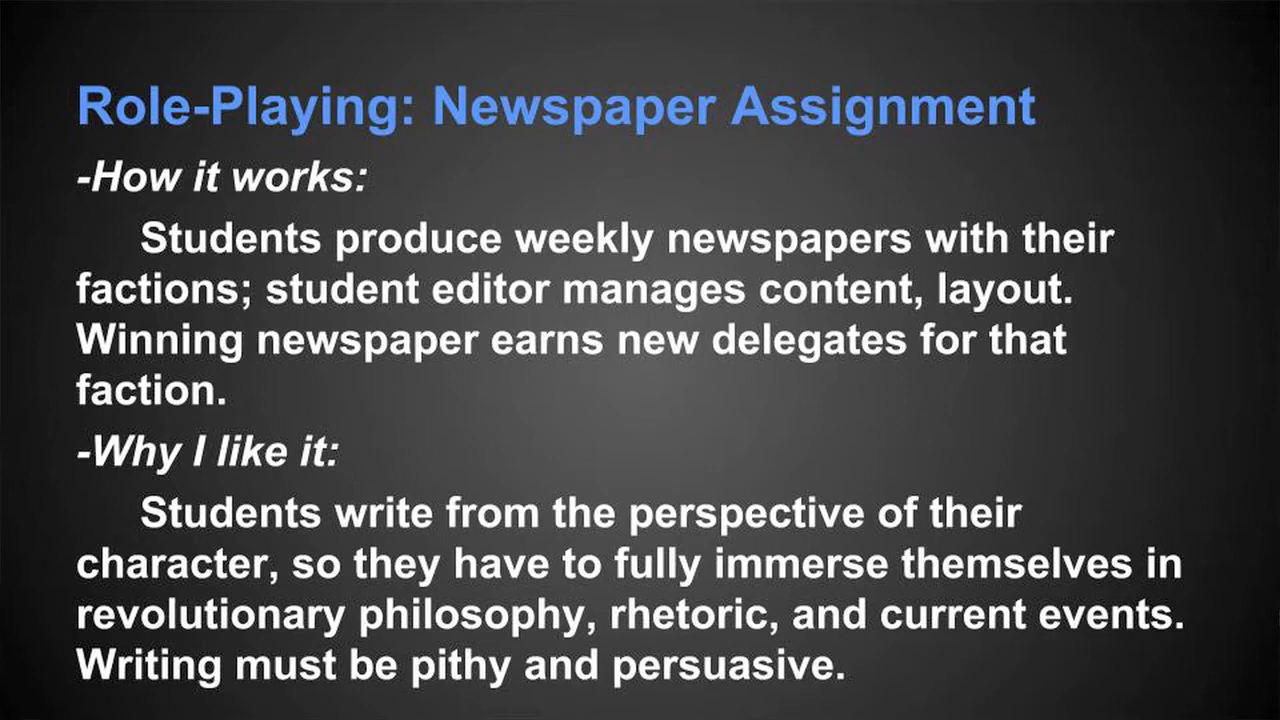 Role-Playing: Newspaper Assignment
-How it works:
Students produce weekly newspapers with their
factions; student editor manages content, layout.
Winning newspaper earns new delegates for that
faction.
-Why I like it:
Students write from the perspective of their
character, so they have to fully immerse themselves in
revolutionary philosophy, rhetoric, and current events.
Writing must be pithy and persuasive.